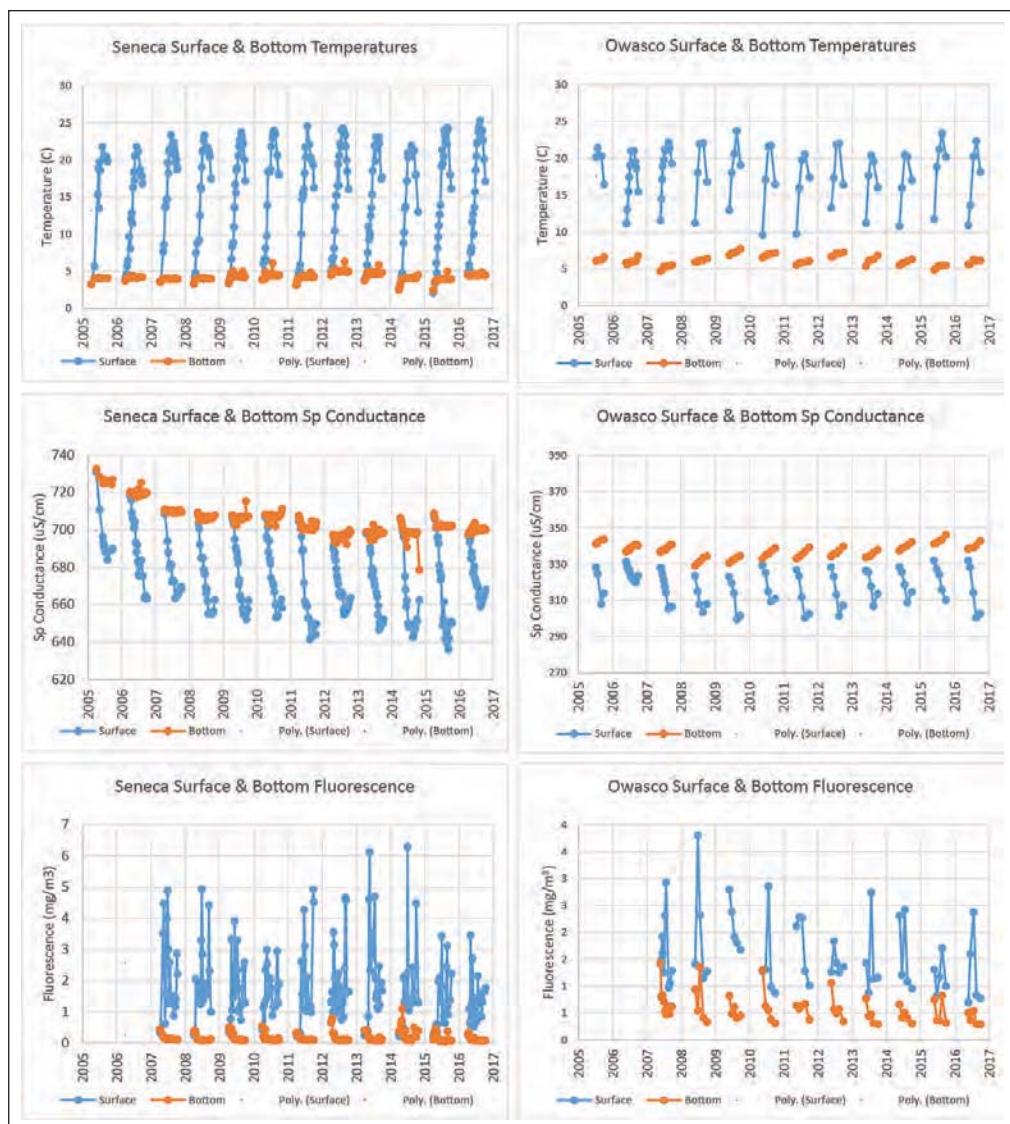 Seneca Surface & Bottom Temperatures
Temperature (C)
30
25
20
15
10
5
0
2005 2006 2007 2008 2009 2010 2011 2012 2013 2014 2015 2016 2017
Surface Bottom Poly. (Surface) Poly. (Bottom)
Owasco Surface & Bottom Temperatures
Temperature (C)
30
25
20
15
10
5
0
2005 2006 2007 2008 2009 2010 2011 2012 2013 2014 2015 2016 2017
Surface Bottom Poly. (Surface) Poly. (Bottom)
Seneca Surface & Bottom Sp Conductance
Sp Conductance (uS/cm)
740
720
700
680
660
640
620
2005 2006 2007 2008 2009 2010 2011 2012 2013 2014 2015 2016 2017
Surface Bottom Poly. (Surface) Poly. (Bottom)
Owasco Surface & Bottom Sp Conductance
Sp Conductance (uS/cm)
390
370
350
330
310
290
270
2005 2006 2007 2008 2009 2010 2011 2012 2013 2014 2015 2016 2017
Surface Bottom Poly. (Surface) Poly. (Bottom)
Seneca Surface & Bottom Fluorescence
Fluorescence (mg/m3)
7
6
5
4
3
2
1
0
2005 2006 2007 2008 2009 2010 2011 2012 2013 2014 2015 2016 2017
Surface Bottom Poly. (Surface) Poly. (Bottom)
Owasco Surface & Bottom Fluorescence
Fluorescence (mg/m³)
4
4
3
3
2
2
1
1
0
2005 2006 2007 2008 2009 2010 2011 2012 2013 2014 2015 2016 2017
Surface Bottom Poly. (Surface) Poly. (Bottom)